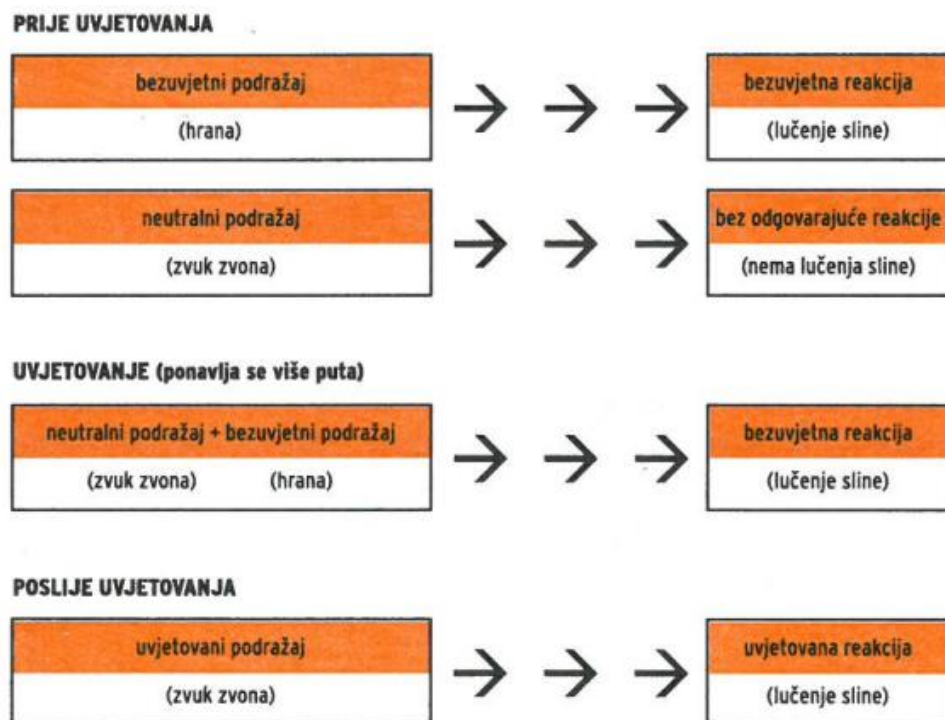 PRIJE UVJETOVANJA
bezuvjetni podražaj
(hrana)
bezuvjetna reakcija
(lučenje sline)
neutralni podražaj
(zvuk zvona)
bez odgovarajuće reakcije
(nema lučenja sline)
UVJETOVANJE (ponavlja se više puta)
neutralni podražaj + bezuvjetni podražaj
(zvuk zvona) (hrana)
bezuvjetna reakcija
(lučenje sline)
POSLIJE UVJETOVANJA
uvjetovani podražaj
(zvuk zvona)
uvjetovana reakcija
(lučenje sline)